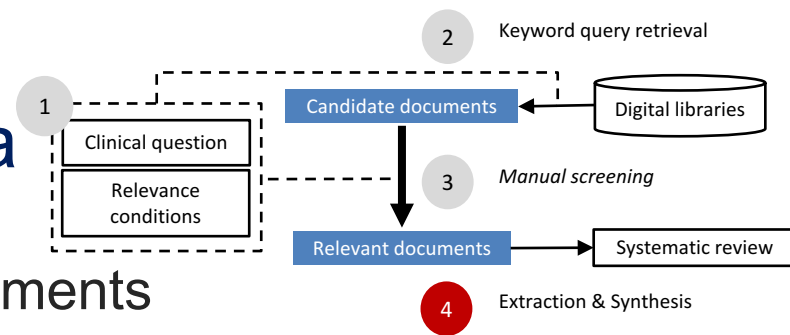 2
Keyword query retrieval
1
Candidate documents
Digital libraries
a
Clinical question
Relevance
conditions
3
Manual screening
Relevant documents
Systematic review
ments
4
Extraction & Synthesis